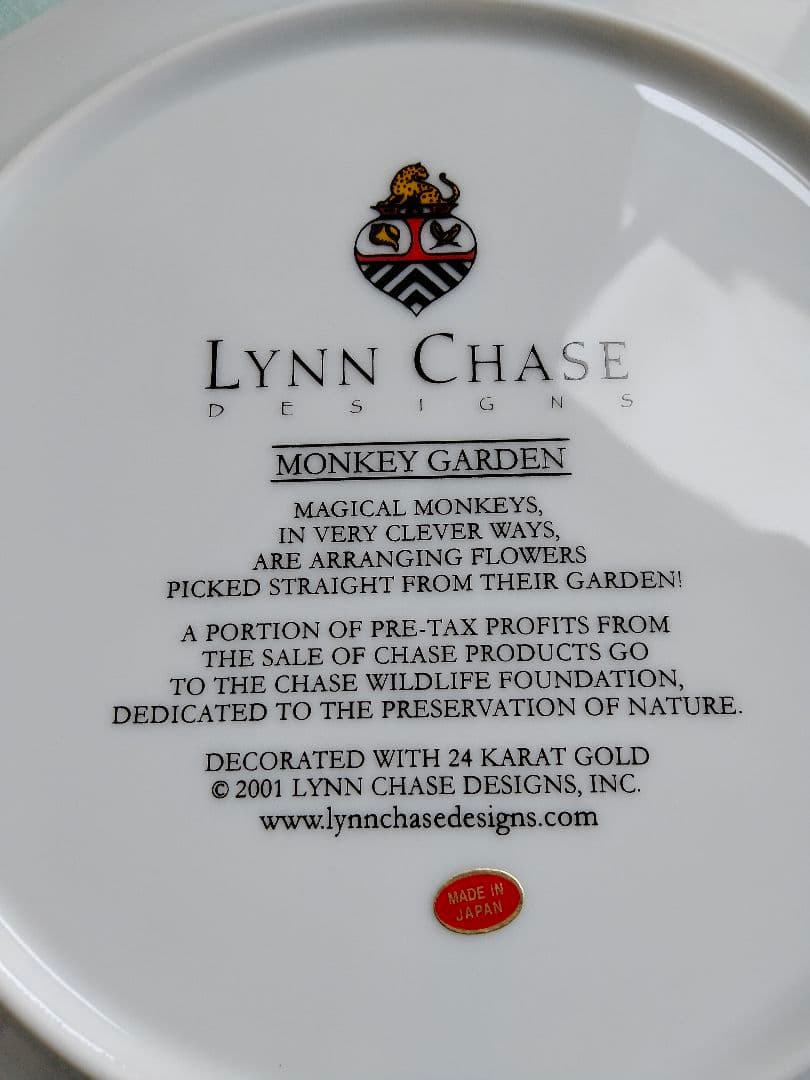 LYNN CHASE
DESIGNS
MONKEY GARDEN
MAGICAL MONKEYS,
IN VERY CLEVER WAYS,
ARE ARRANGING FLOWERS
PICKED STRAIGHT FROM THEIR GARDEN!
A PORTION OF PRE-TAX PROFITS FROM
THE SALE OF CHASE PRODUCTS GO
TO THE CHASE WILDLIFE FOUNDATION,
DEDICATED TO THE PRESERVATION OF NATURE.
DECORATED WITH 24 KARAT GOLD
© 2001 LYNN CHASE DESIGNS, INC.
www.lynnchasedesigns.com
MADE IN
JAPAN